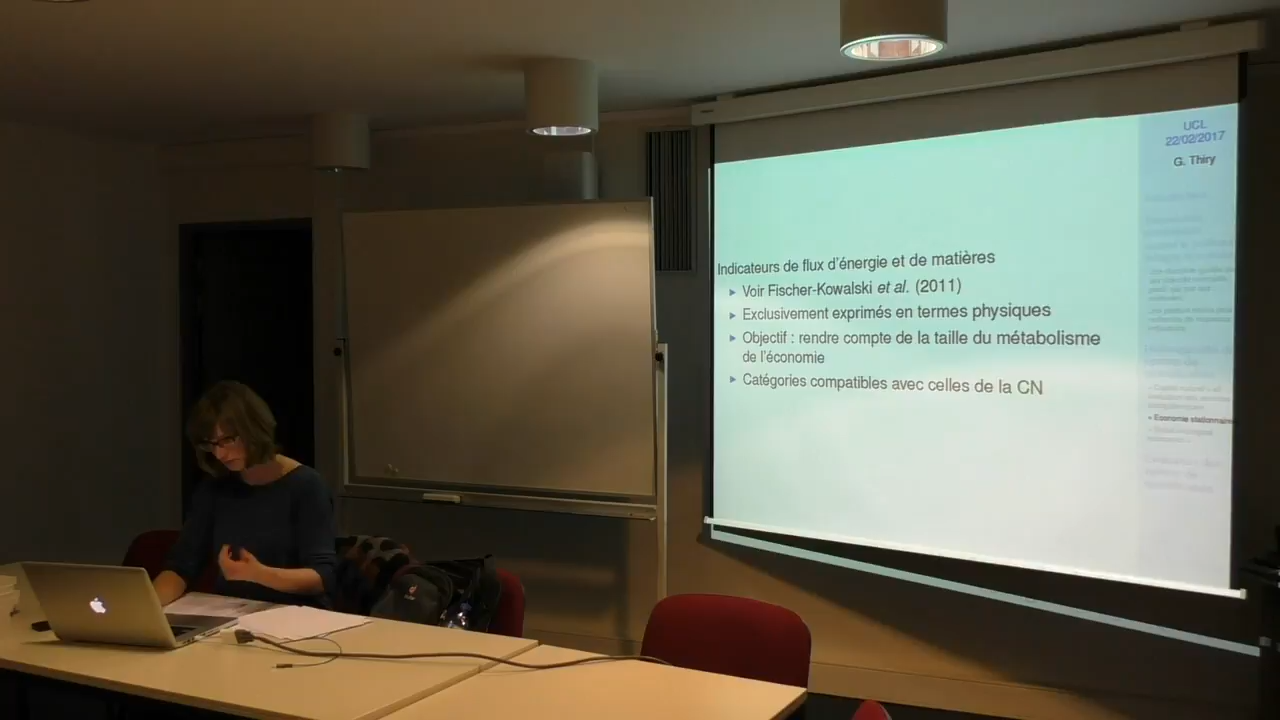 UCL
22/02/2017
G. Thiry
Indicateurs de flux d'énergie et de matières
▸ Voir Fischer-Kowalski et al. (2011)
▸ Exclusivement exprimés en termes physiques
▸ Objectif : rendre compte de la taille du métabolisme
de l'économie
▸ Catégories compatibles avec celles de la CN
• Economie stationnaire